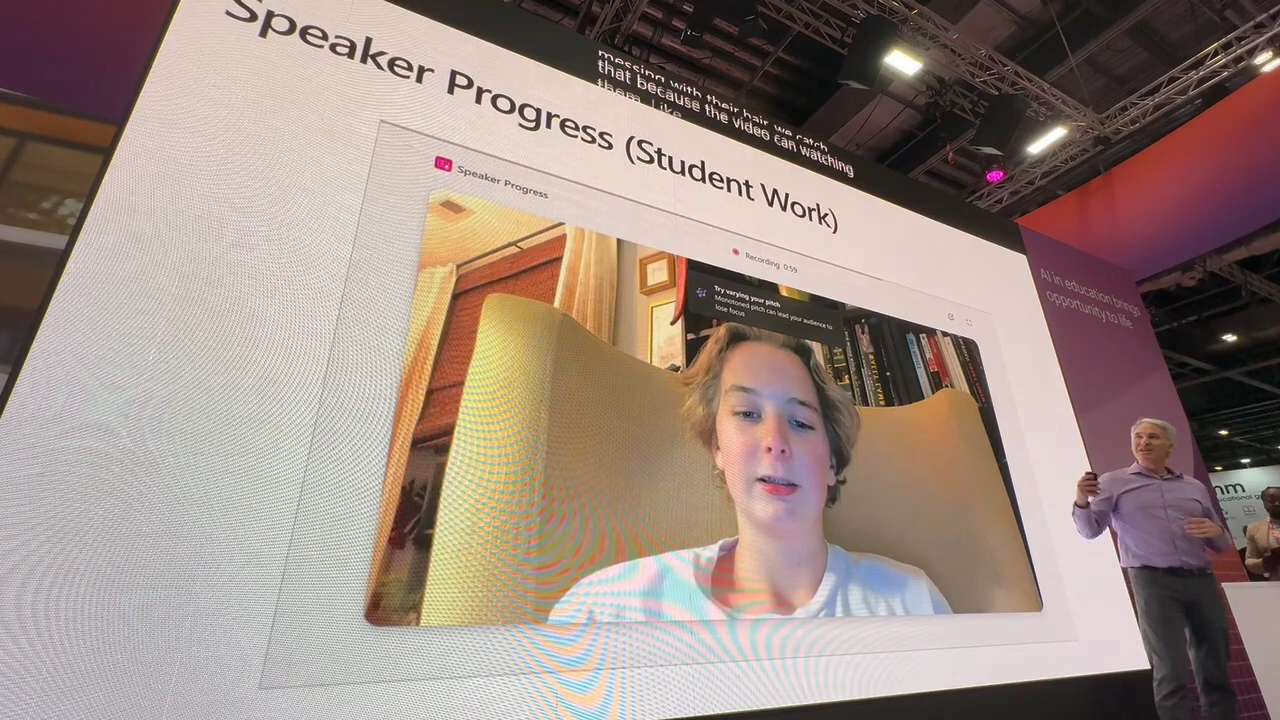 messing with their hair, we catch
that because the video can watching
them. Like
Speaker Progress (Student Work)
Speaker Progress
Recording 0:59
Try varying your pitch
Monotoned pitch can lead your audience to
lose focus
AI in education brings
opportunity to life